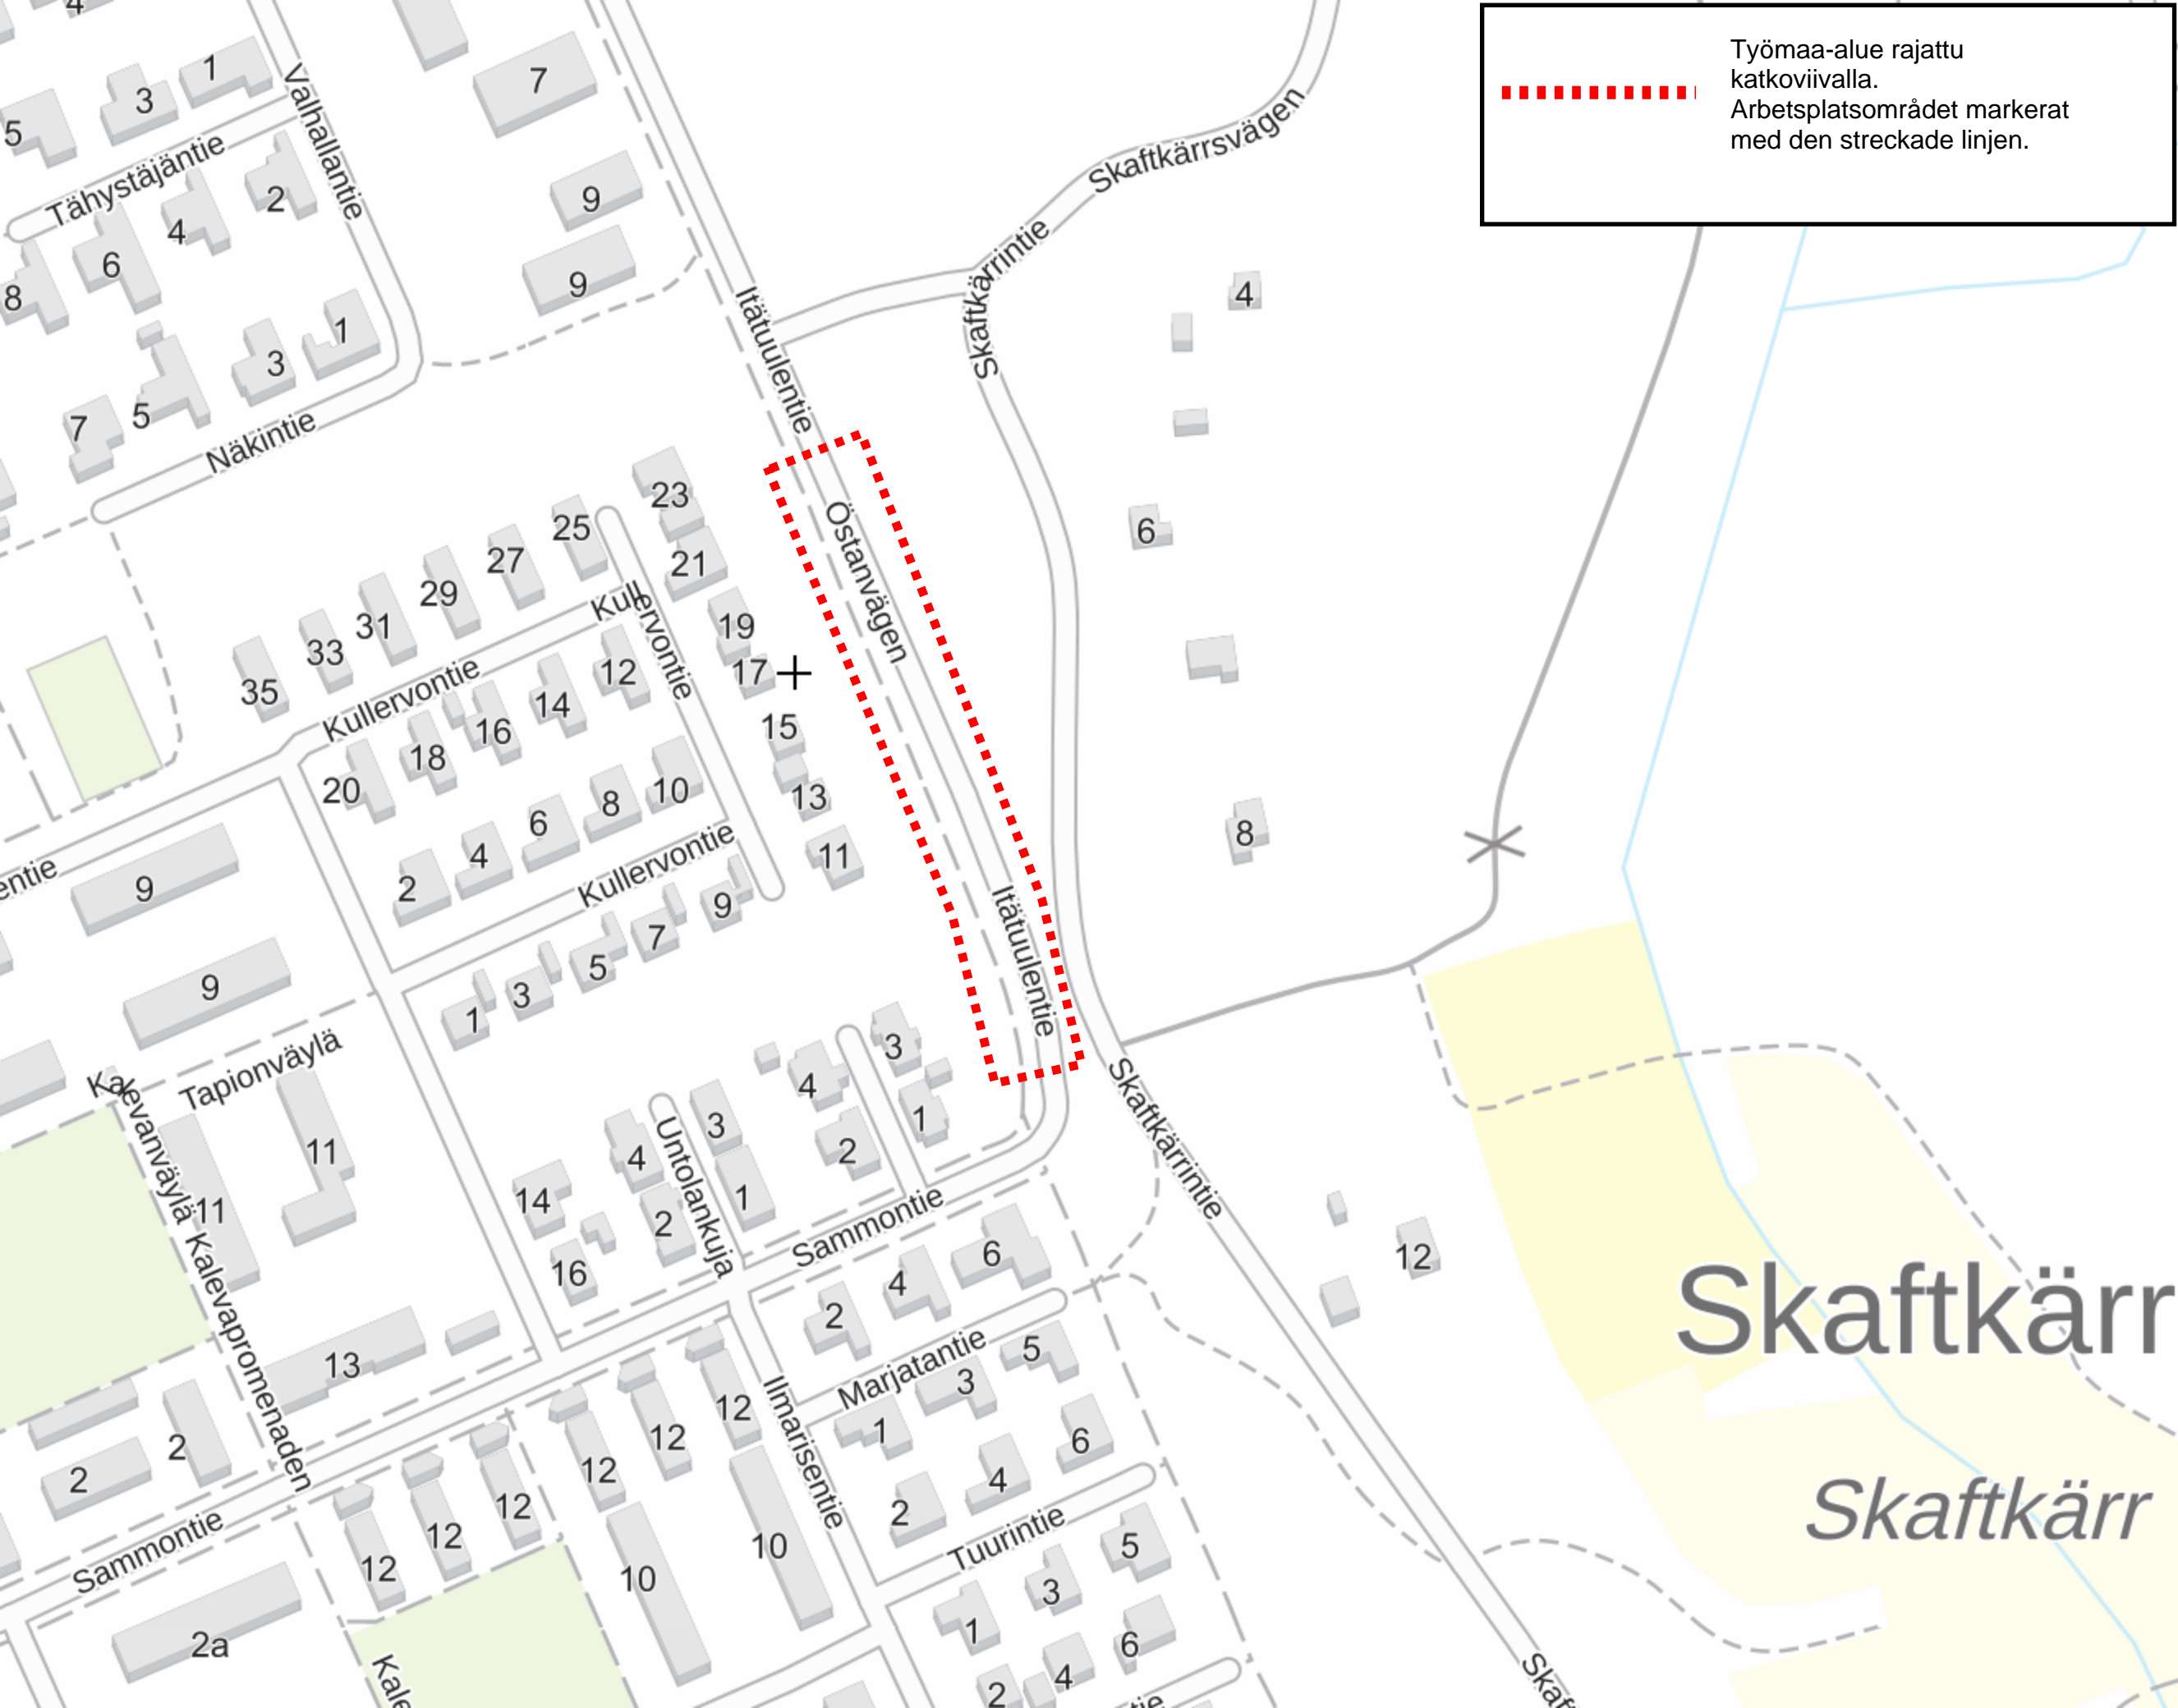 Työmaa-alue rajattu
katkoviivalla.
Arbetsplatsområdet markerat
med den streckade linjen.
4
1
3
5
7
Valhallantie
Tähystäjäntie
2
4
6
8
9
9
Skaftkärrsvägen
Skaftkärrintie
Skaftkärrintie
4
Itätuulentie
1
3
5
7
Näkintie
23
25
21
27
29
31
33
35
19
17
15
13
11
Östanvägen
6
Kullervontie
Kullervontie
12
14
16
18
20
10
8
6
4
2
Kullervontie
9
7
5
3
1
8
entie
9
9
Itätuulentie
Tapionväylä
Kalevanväylä
11
11
Kalevapromenaden
3
4
1
2
3
4
1
2
Untolankuja
14
16
Sammontie
Skaftkärrintie
12
6
4
2
Marjatantie
5
3
1
6
4
2
Ilmarisentie
Tuurintie
13
2
2
12
12
12
12
12
12
10
10
Sammontie
2a
5
3
1
6
4
2
Kale
tie
Skaft
Skaftkärr
Skaftkärr